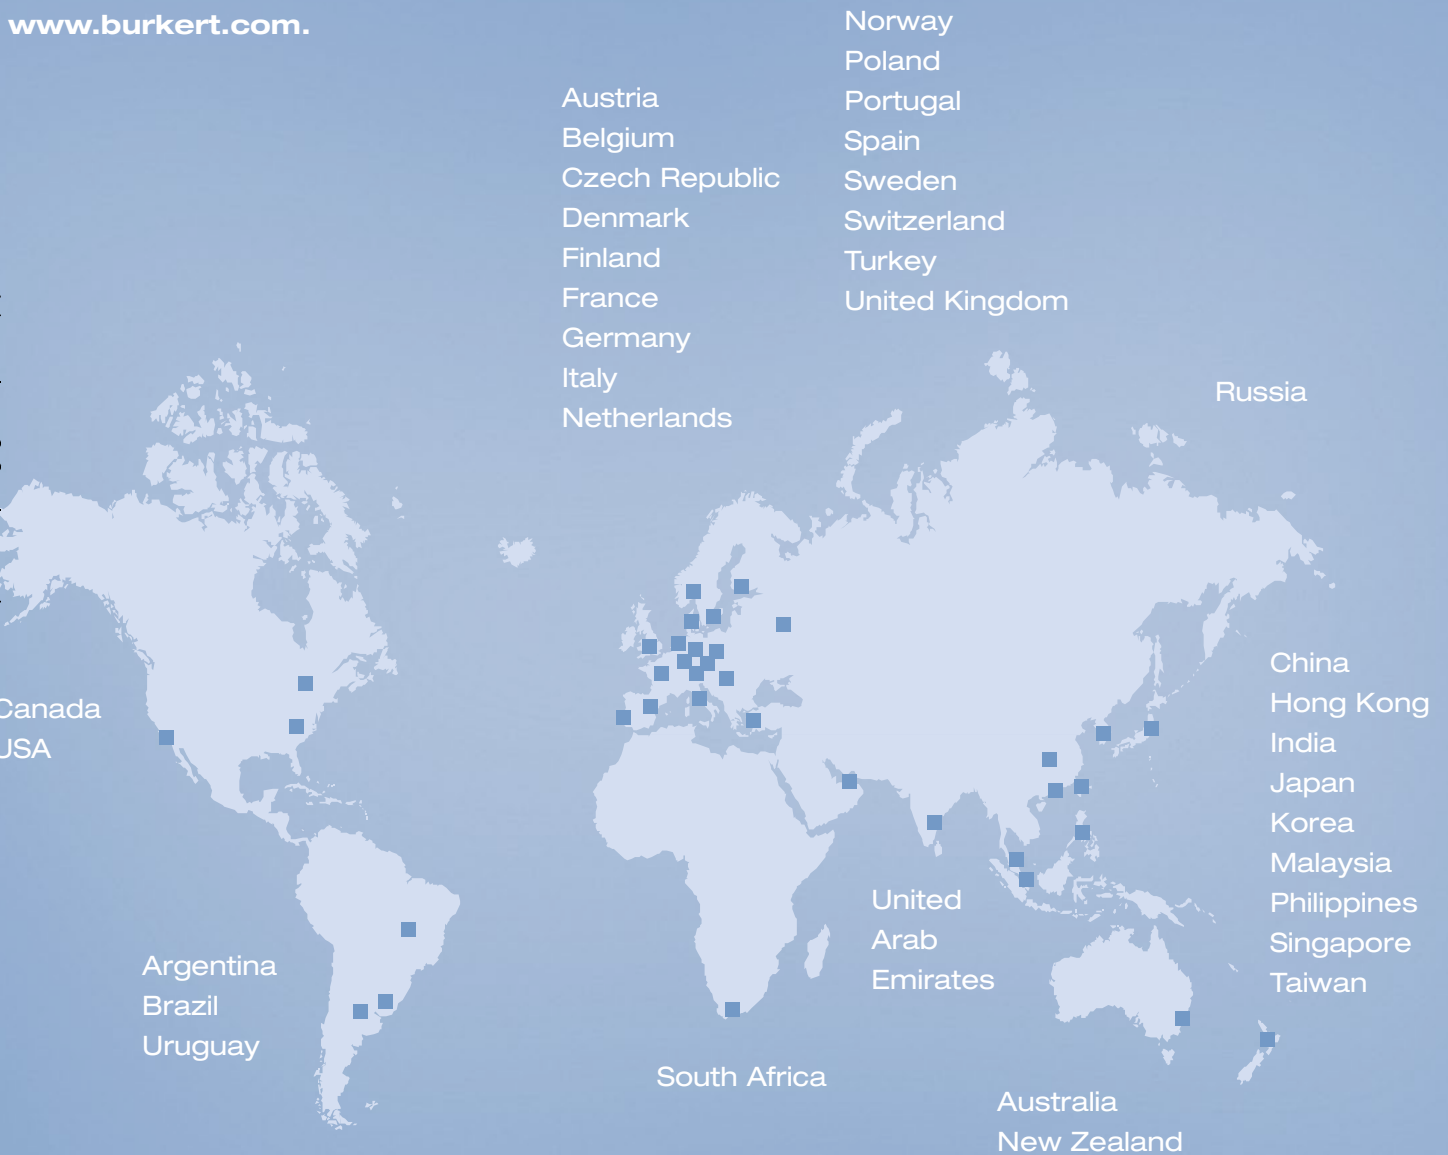 www.burkert.com.
Austria
Belgium
Czech Republic
Denmark
Finland
France
Germany
Italy
Netherlands
Norway
Poland
Portugal
Spain
Sweden
Switzerland
Turkey
United Kingdom
Russia
Canada
USA
Argentina
Brazil
Uruguay
South Africa
United
Arab
Emirates
China
Hong Kong
India
Japan
Korea
Malaysia
Philippines
Singapore
Taiwan
Australia
New Zealand